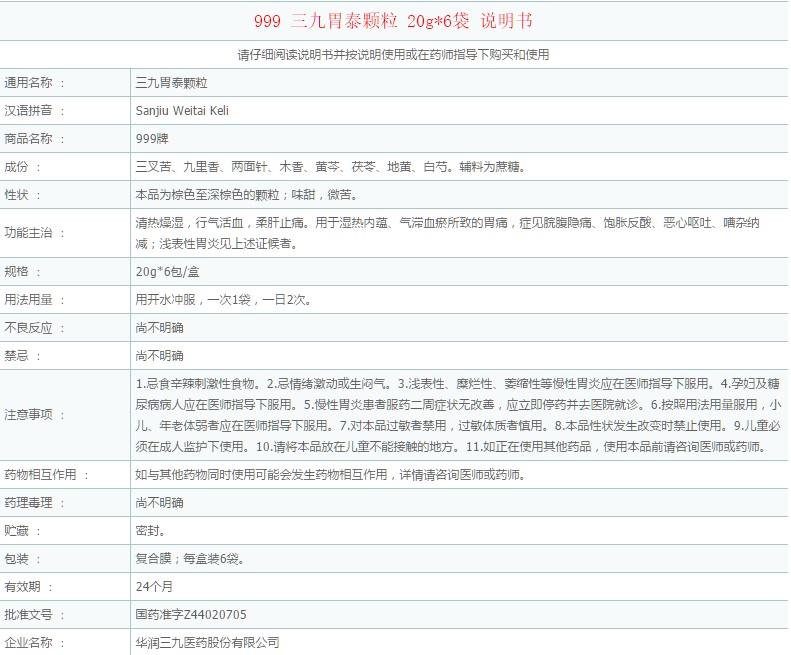 999 三九胃泰颗粒 20g*6袋 说明书
请仔细阅读说明书并按说明使用或在药师指导下购买和使用
通用名称 ： 三九胃泰颗粒
汉语拼音 ： Sanjiu Weitai Keli
商品名称 ： 999牌
成份 ： 三叉苦、九里香、两面针、木香、黄芩、茯苓、地黄、白芍。辅料为蔗糖。
性状 ： 本品为棕色至深棕色的颗粒；味甜，微苦。
功能主治 ： 清热燥湿，行气活血，柔肝止痛。用于湿热内蕴、气滞血瘀所致的胃痛，症见脘腹隐痛、饱胀反酸、恶心呕吐、嘈杂纳
减；浅表性胃炎见上述证候者。
规格 ： 20g*6包/盒
用法用量 ： 用开水冲服，一次1袋，一日2次。
不良反应 ： 尚不明确
禁忌 ： 尚不明确
注意事项 ： 1.忌食辛辣刺激性食物。2.忌情绪激动或生闷气。3.浅表性、糜烂性、萎缩性等慢性胃炎应在医师指导下服用。4.孕妇及糖
尿病病人应在医师指导下服用。5.慢性胃炎患者服药二周症状无改善，应立即停药并去医院就诊。6.按照用法用量服用，小
儿、年老体弱者应在医师指导下服用。7.对本品过敏者禁用，过敏体质者慎用。8.本品性状发生改变时禁止使用。9.儿童必
须在成人监护下使用。10.请将本品放在儿童不能接触的地方。11.如正在使用其他药品，使用本品前请咨询医师或药师。
药物相互作用 ： 如与其他药物同时使用可能会发生药物相互作用，详情请咨询医师或药师。
药理毒理 ： 尚不明确
贮藏 ： 密封。
包装 ： 复合膜；每盒装6袋。
有效期 ： 24个月
批准文号 ： 国药准字Z44020705
企业名称 ： 华润三九医药股份有限公司